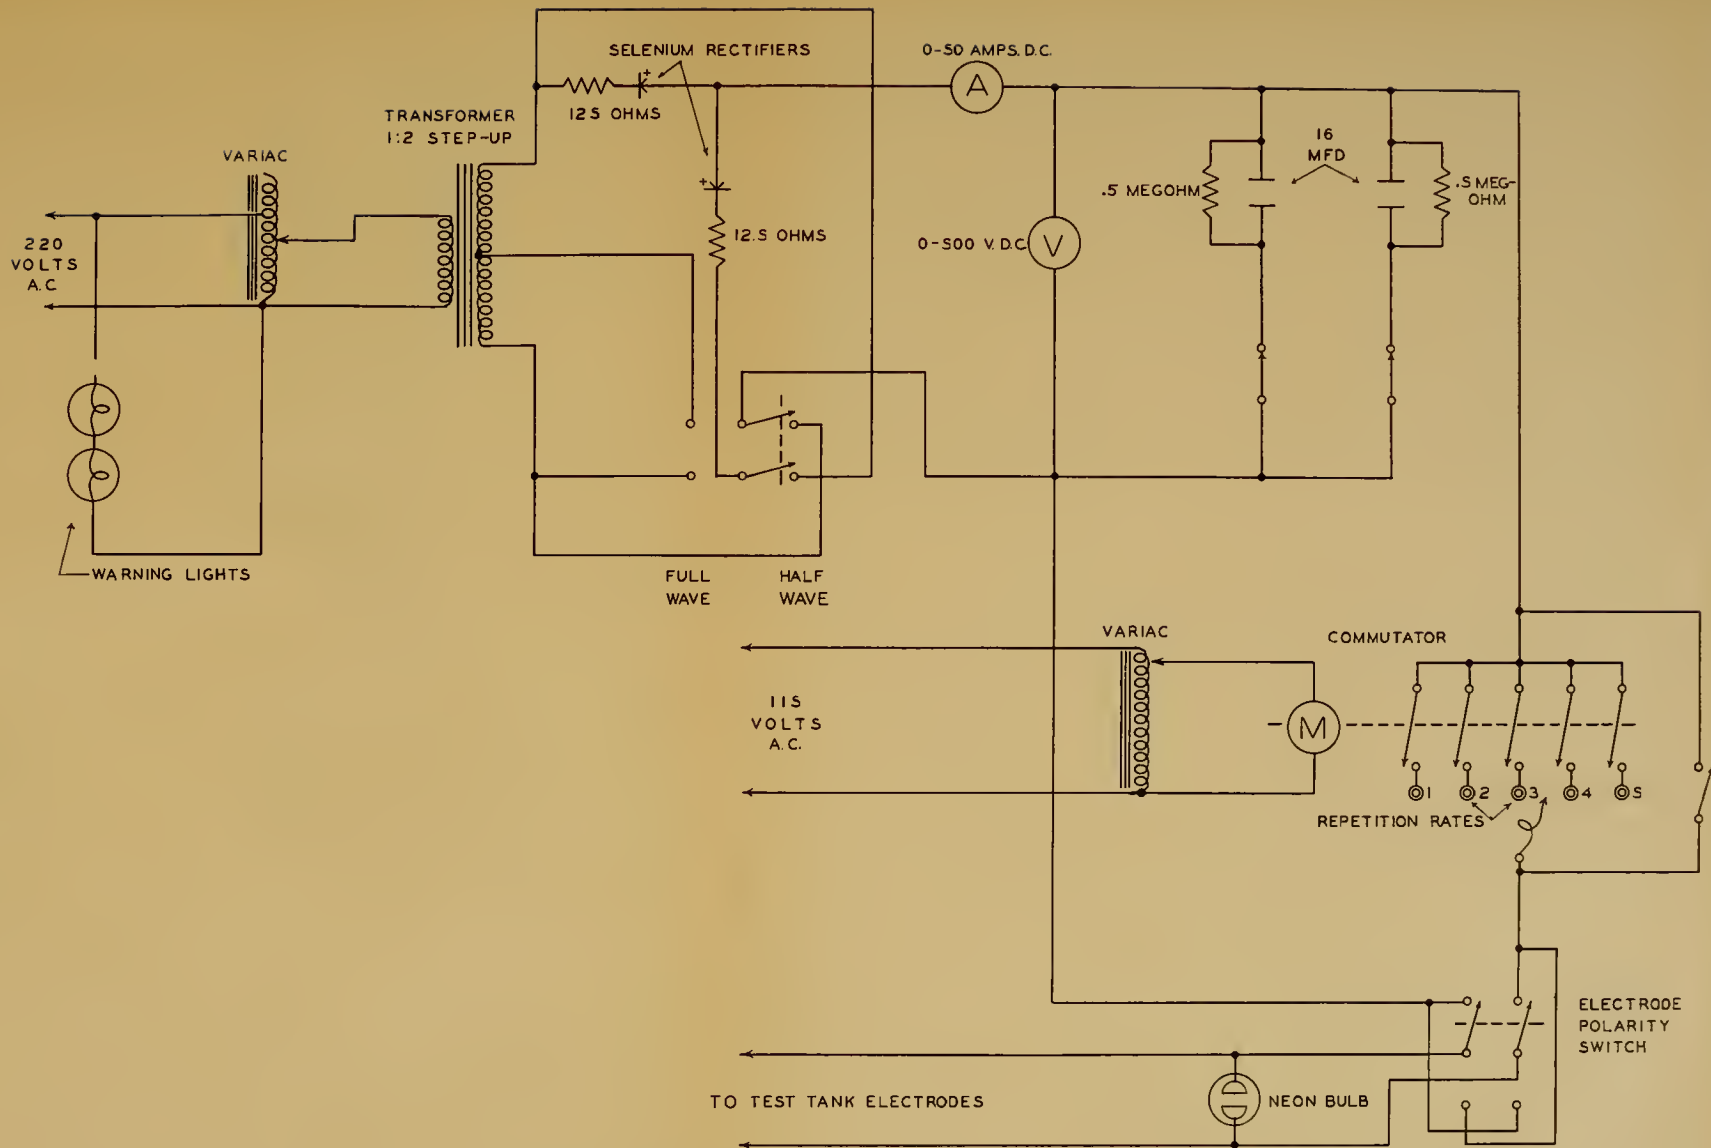 SELENIUM RECTIFIERS
0-50 AMPS. D.C.
+
A
TRANSFORMER
1:2 STEP-UP
12.5 OHMS
VARIAC
16
MFD
.5 MEGOHM
.5 MEG-
OHM
+
220
VOLTS
A.C
12.5 OHMS
0-500 V. D.C.
V
WARNING LIGHTS
FULL
WAVE
HALF
WAVE
VARIAC
COMMUTATOR
115
VOLTS
A.C.
M
1
2
3
4
5
REPETITION RATES
ELECTRODE
POLARITY
SWITCH
TO TEST TANK ELECTRODES
NEON BULB